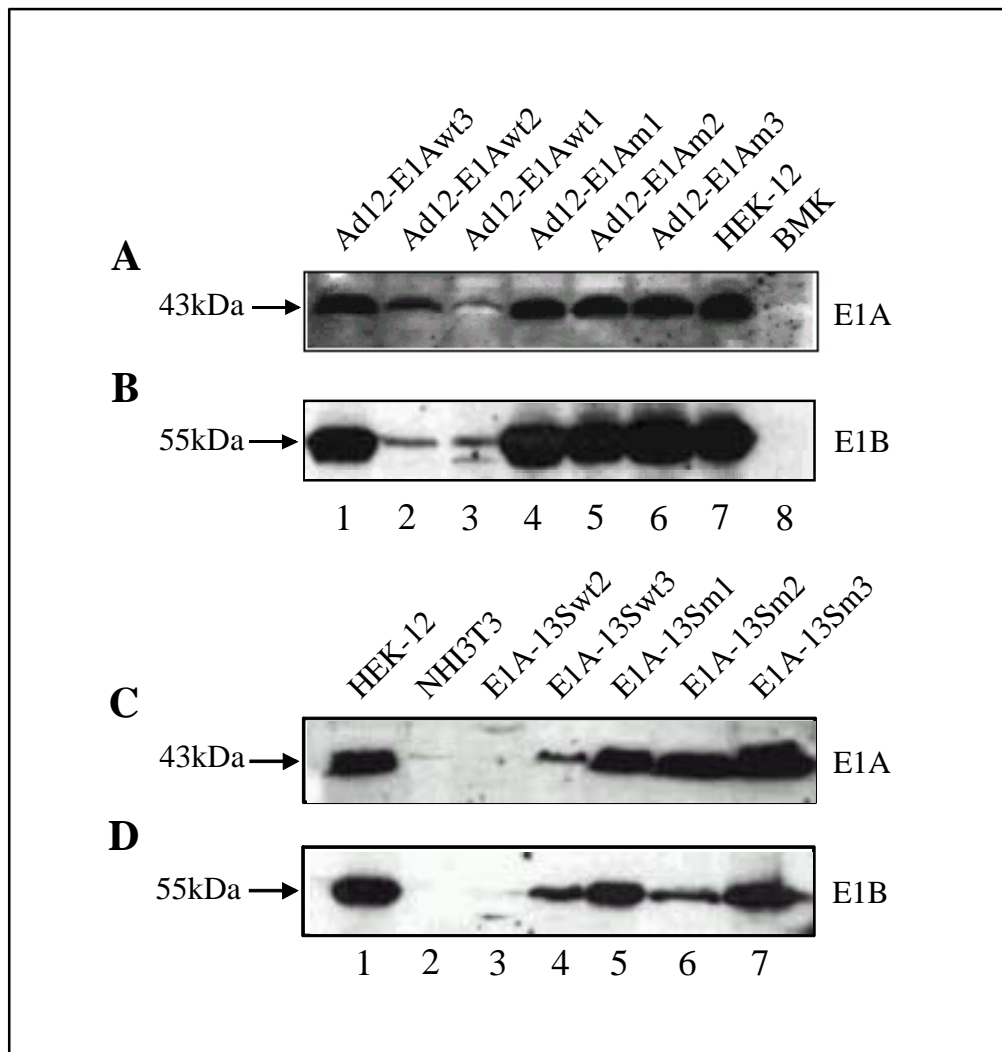 Ad12-E1Awt3
Ad12-E1Awt2
Ad12-E1Awt1
Ad12-E1Am1
Ad12-E1Am2
Ad12-E1Am3
HEK-12
BMK
A
43kDa
E1A
B
55kDa
E1B
1 2 3 4 5 6 7 8
HEK-12
NHI3T3
E1A-13Swt2
E1A-13Swt3
E1A-13Sm1
E1A-13Sm2
E1A-13Sm3
C
43kDa
E1A
D
55kDa
E1B
1 2 3 4 5 6 7